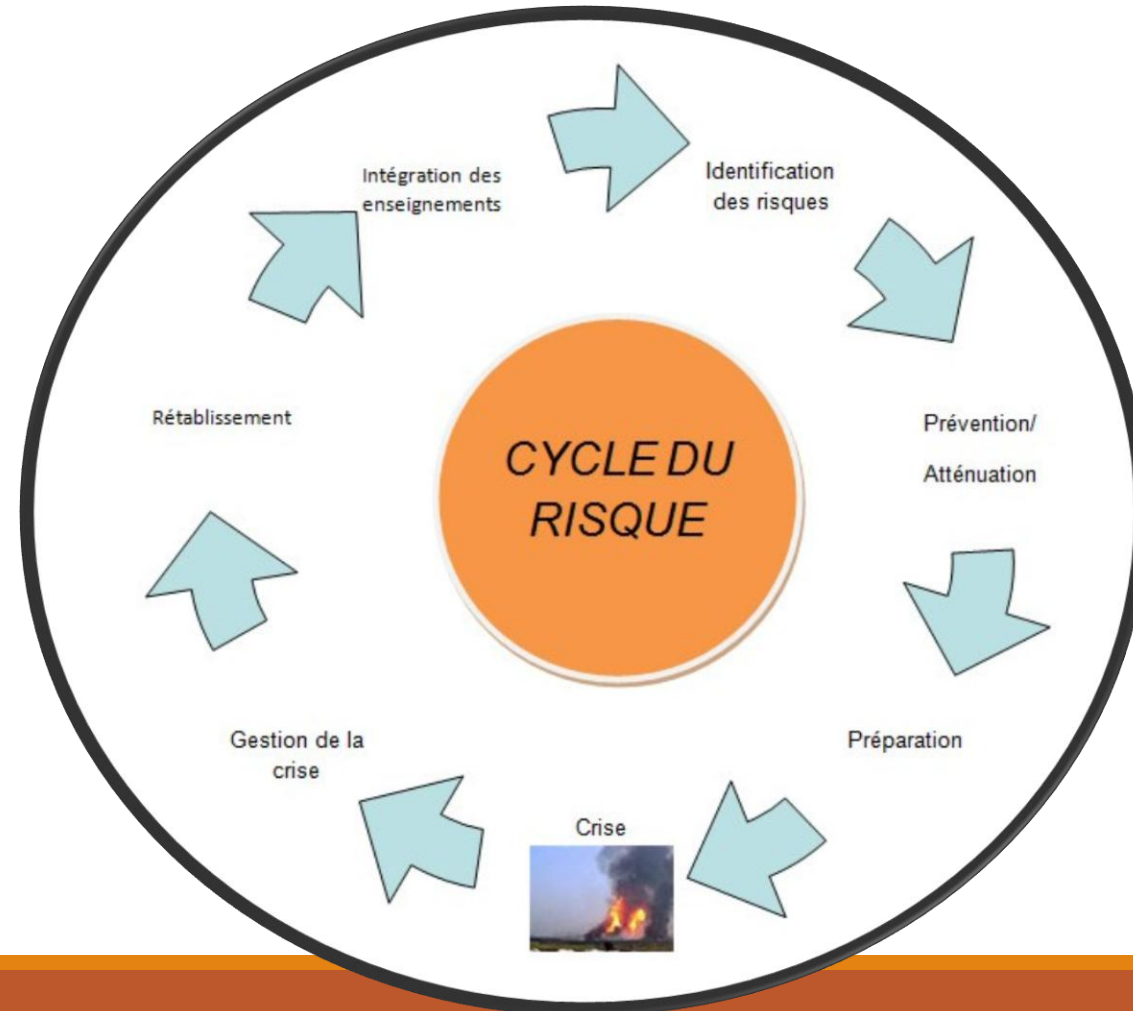 Intégration des
enseignements
Identification
des risques
Rétablissement
CYCLE DU
RISQUE
Prévention/
Atténuation
Gestion de la
crise
Préparation
Crise